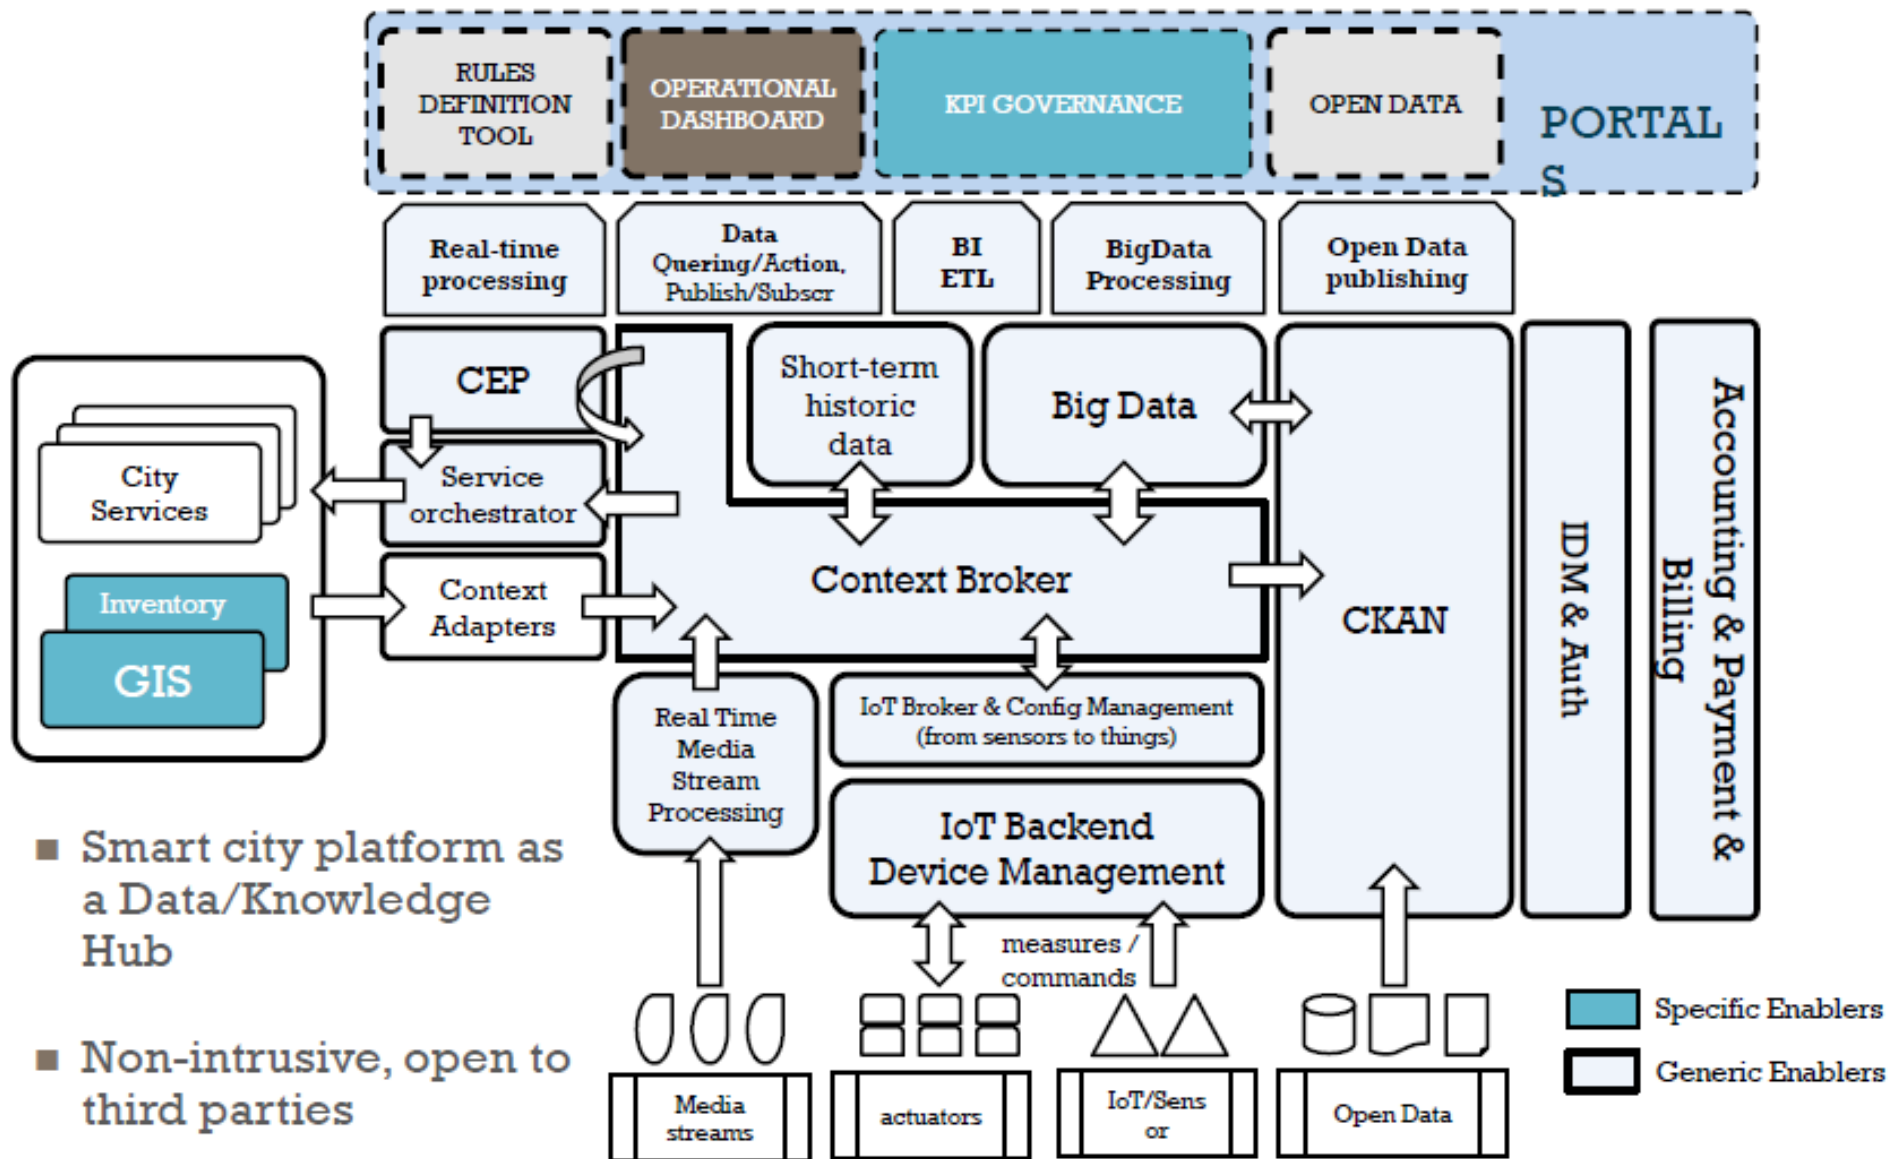 RULES
DEFINITION
TOOL
OPERATIONAL
DASHBOARD
KPI GOVERNANCE
OPEN DATA
PORTAL
S
Real-time
processing
Data
Quering/Action,
Publish/Subscr
BI
ETL
BigData
Processing
Open Data
publishing
CEP
Short-term
historic
data
Big Data
City
Services
Service
orchestrator
Inventory
GIS
Context
Adapters
Context Broker
CKAN
IDM & Auth
Accounting & Payment &
Billing
Real Time
Media
Stream
Processing
IoT Broker & Config Management
(from sensors to things)
IoT Backend
Device Management
measures /
commands
■ Smart city platform as
a Data/Knowledge
Hub
■ Non-intrusive, open to
third parties
Media
streams
actuators
IoT/Sens
or
Open Data
Specific Enablers
Generic Enablers